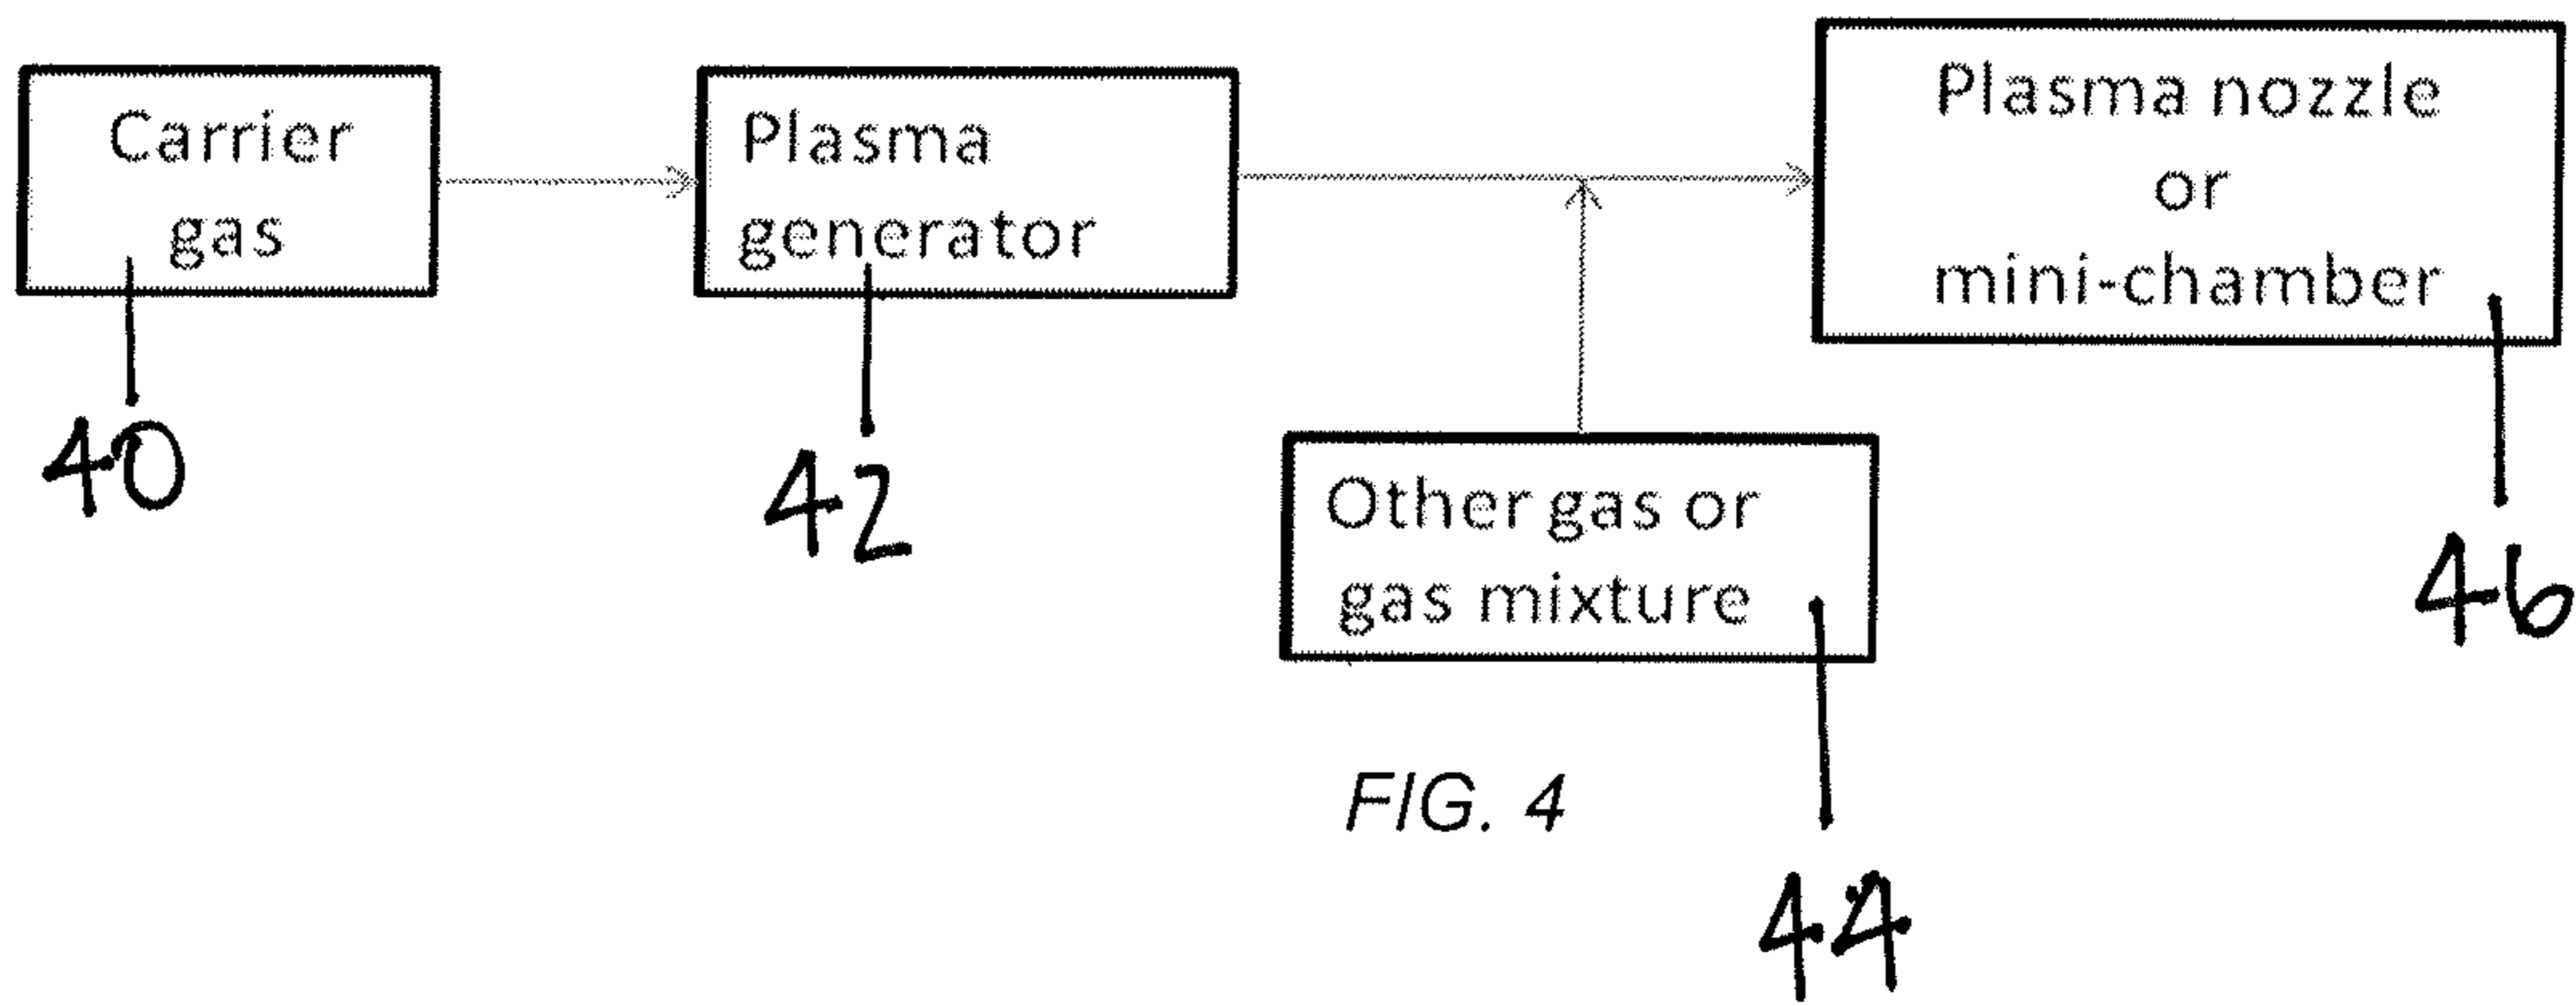 Carrier
gas
Plasma
generator
Plasma nozzle
or
mini-chamber
40
42
Other gas or
gas mixture
46
FIG. 4
44